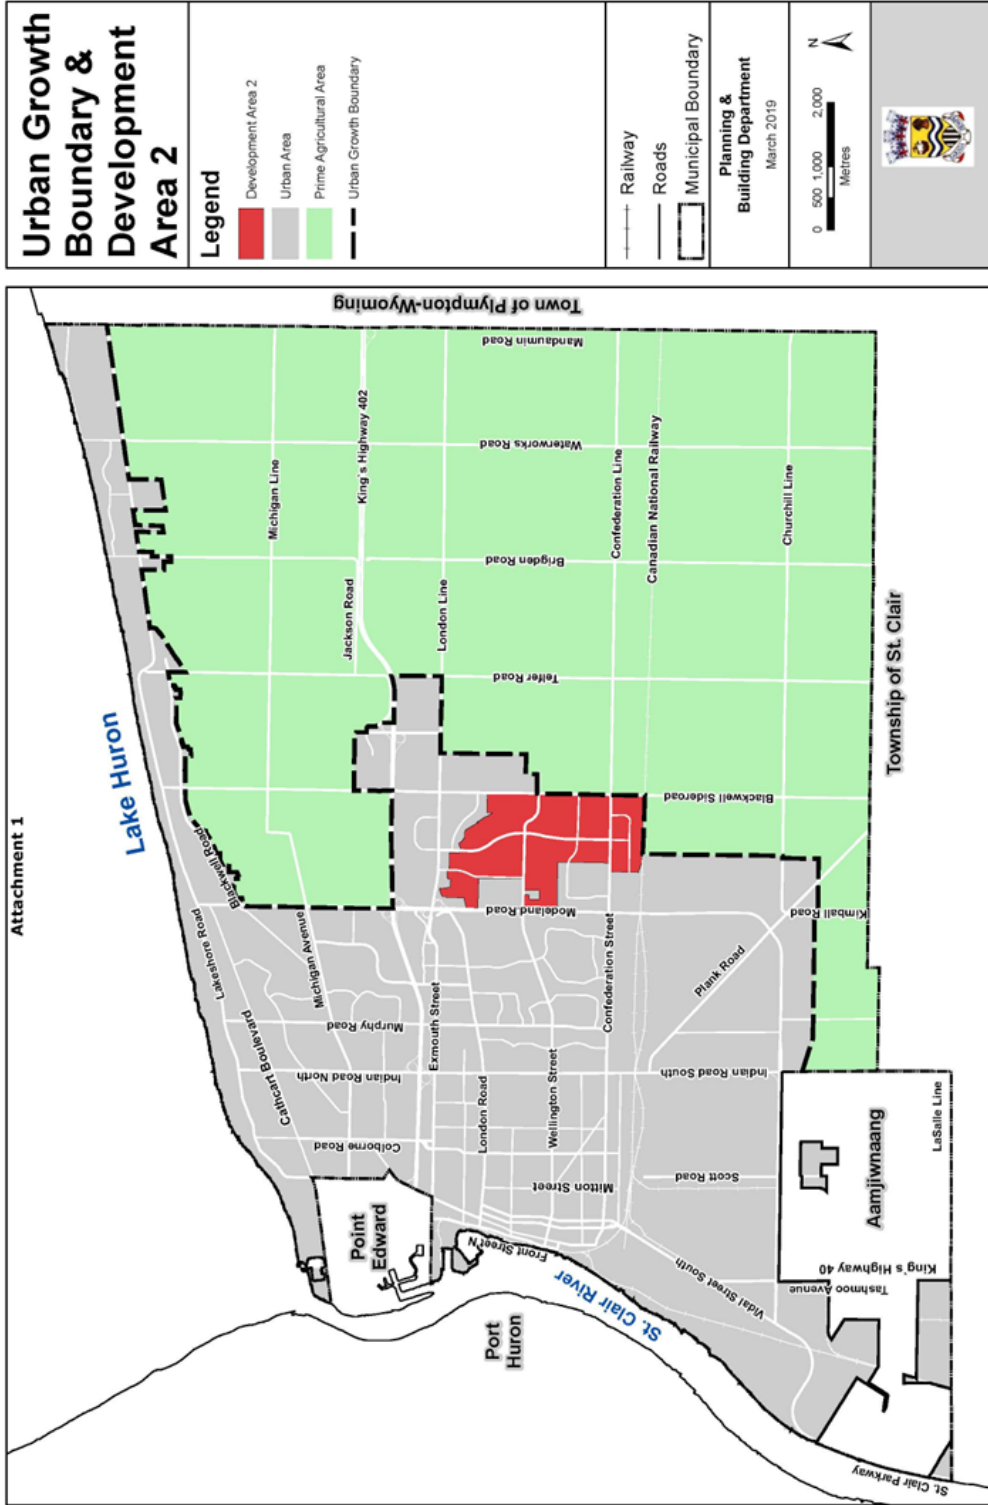 Attachment 1
Urban Growth
Boundary &
Development
Area 2
Legend
Development Area 2
Urban Area
Prime Agricultural Area
Urban Growth Boundary
Railway
Roads
Municipal Boundary
Planning &
Building Department
March 2019
N
0 500 1,000 2,000
Metres
Lake Huron
Town of Plympton-Wyoming
Mandaumin Road
Waterworks Road
Michigan Line
King's Highway 402
Confederation Line
Canadian National Railway
Churchill Line
Brigden Road
Jackson Road
London Line
Telfer Road
Township of St. Clair
Blackwell Sideroad
Blackwell Road
Lakeshore Road
Michigan Avenue
Modeland Road
Kimball Road
Plank Road
Confederation Street
Cathcart Boulevard
Murphy Road
Exmouth Street
Indian Road North
Indian Road South
London Road
Wellington Street
Colborne Road
Mitton Street
Scott Road
LaSalle Line
Aamjiwnaang
Point
Edward
Front Street N
St. Clair River
Vidal Street South
King's Highway 40
Tashmoo Avenue
Port
Huron
St. Clair Parkway